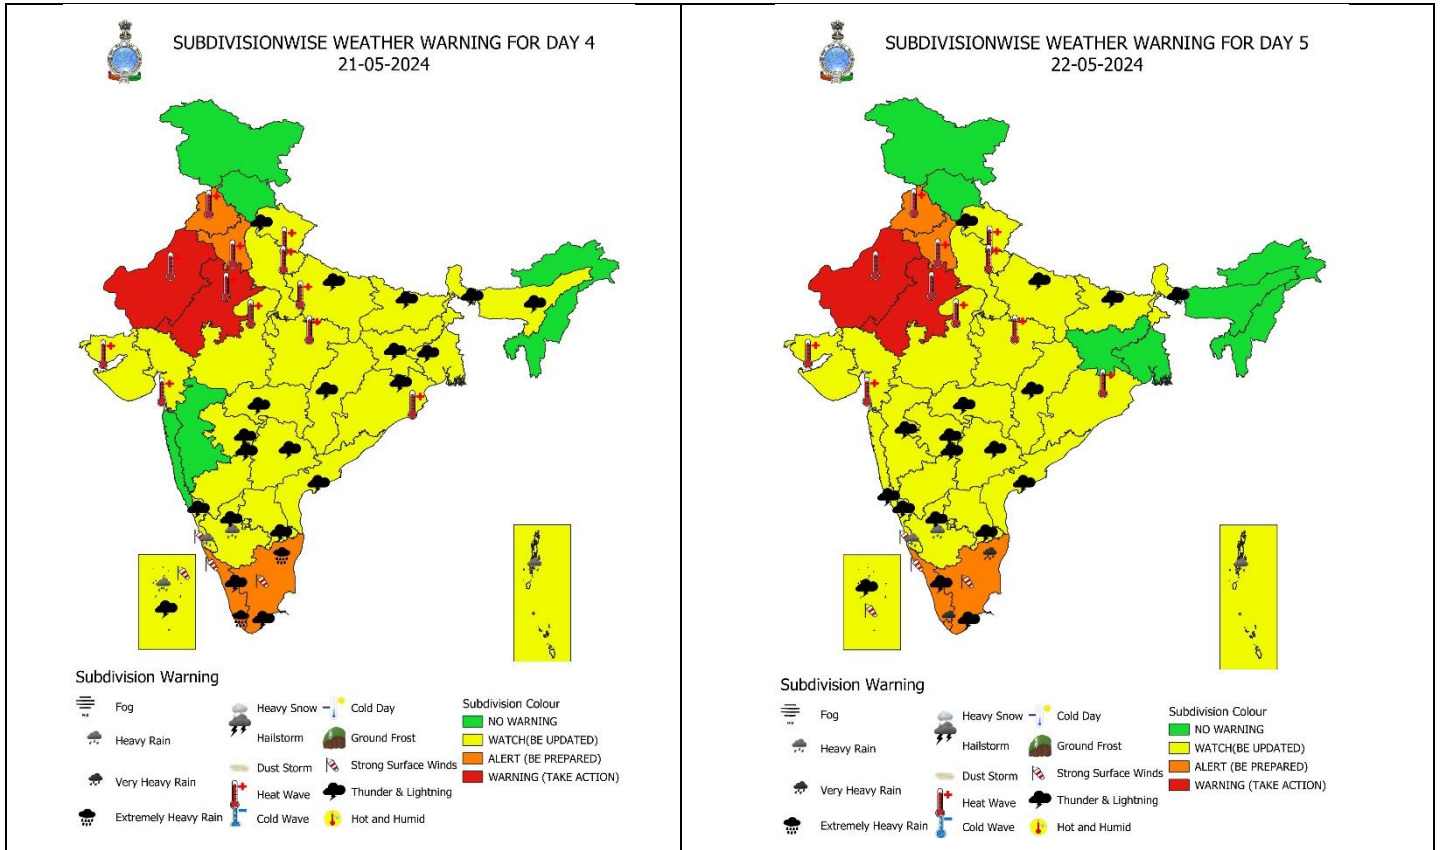 SUBDIVISIONWISE WEATHER WARNING FOR DAY 4
21-05-2024
Subdivision Warning
Fog
Heavy Rain
Very Heavy Rain
Extremely Heavy Rain
Heavy Snow
Hailstorm
Dust Storm
Heat Wave
Cold Wave
Cold Day
Ground Frost
Strong Surface Winds
Thunder & Lightning
Hot and Humid
Subdivision Colour
NO WARNING
WATCH(BE UPDATED)
ALERT (BE PREPARED)
WARNING (TAKE ACTION)
SUBDIVISIONWISE WEATHER WARNING FOR DAY 5
22-05-2024
Subdivision Warning
Fog
Heavy Rain
Very Heavy Rain
Extremely Heavy Rain
Heavy Snow
Hailstorm
Dust Storm
Heat Wave
Cold Wave
Cold Day
Ground Frost
Strong Surface Winds
Thunder & Lightning
Hot and Humid
Subdivision Colour
NO WARNING
WATCH(BE UPDATED)
ALERT (BE PREPARED)
WARNING (TAKE ACTION)